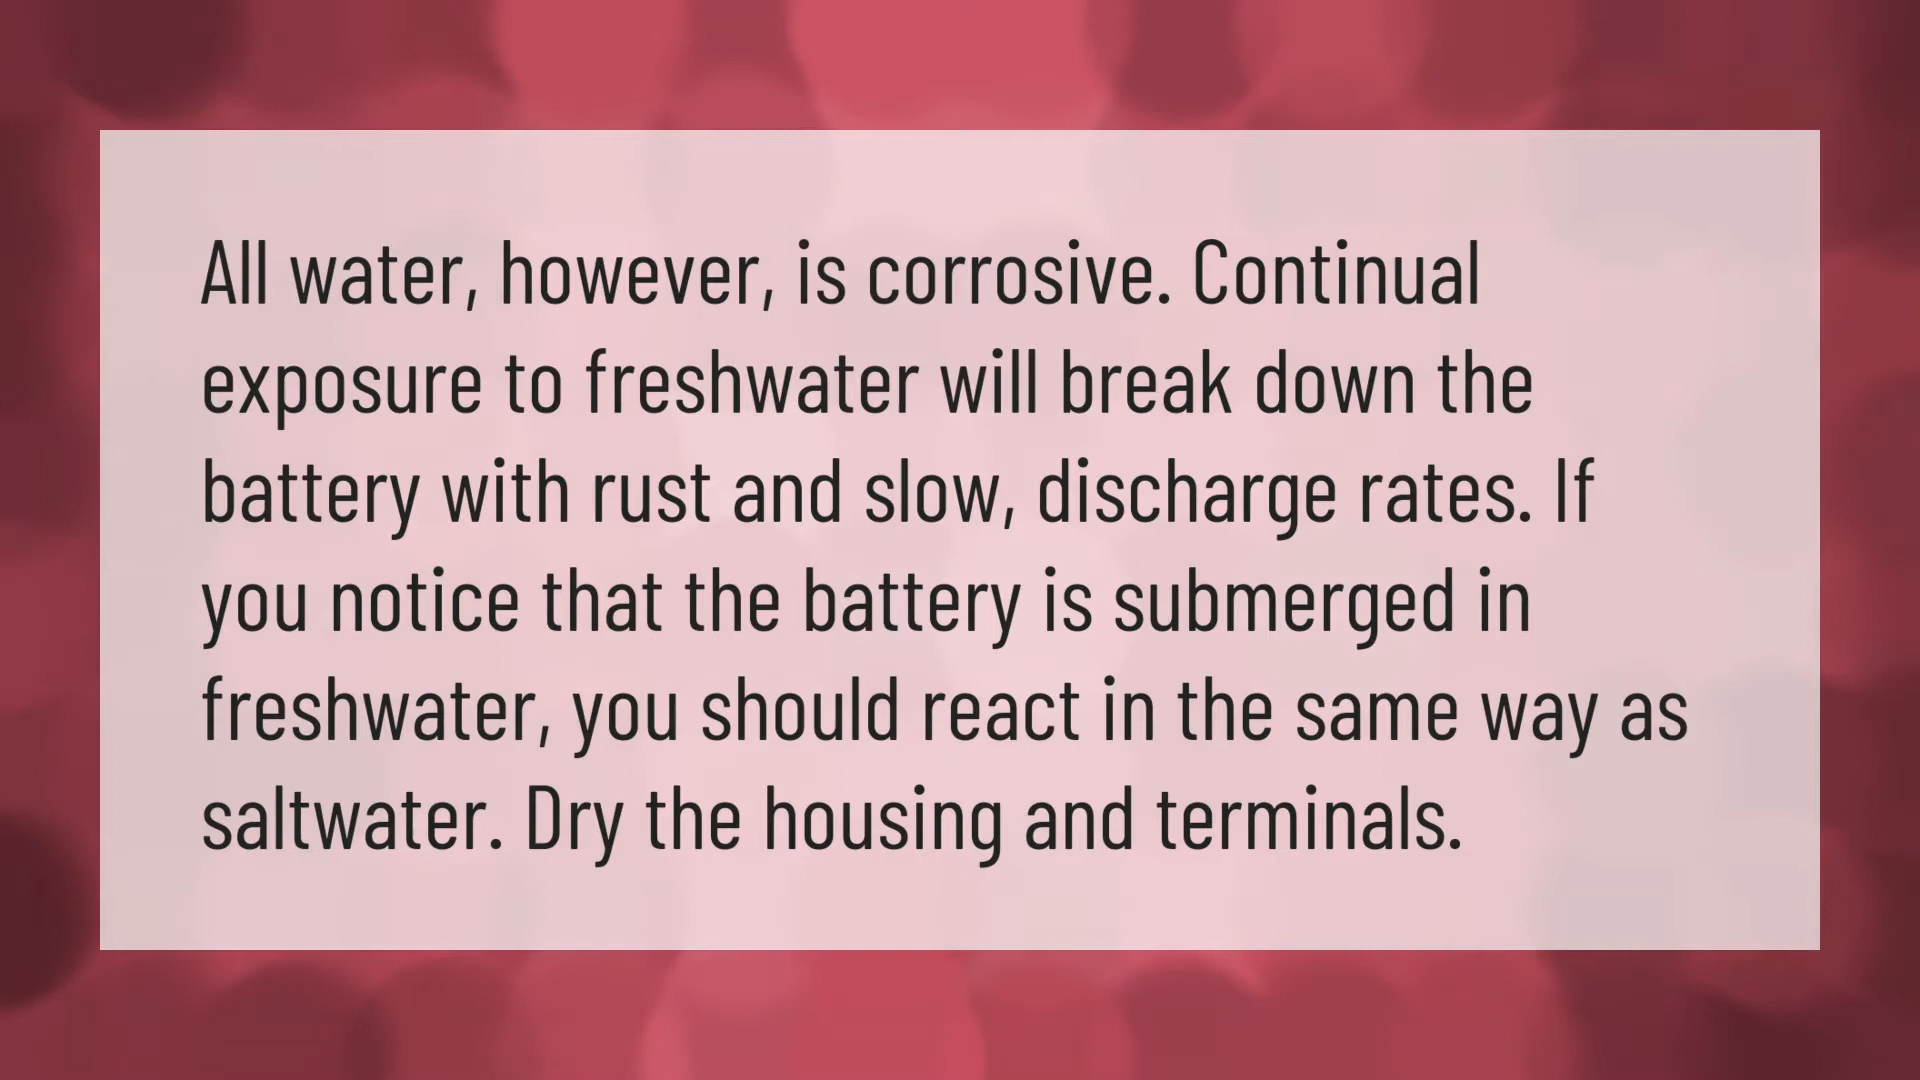 All water, however, is corrosive. Continual
exposure to freshwater will break down the
battery with rust and slow, discharge rates. If
you notice that the battery is submerged in
freshwater, you should react in the same way as
saltwater. Dry the housing and terminals.